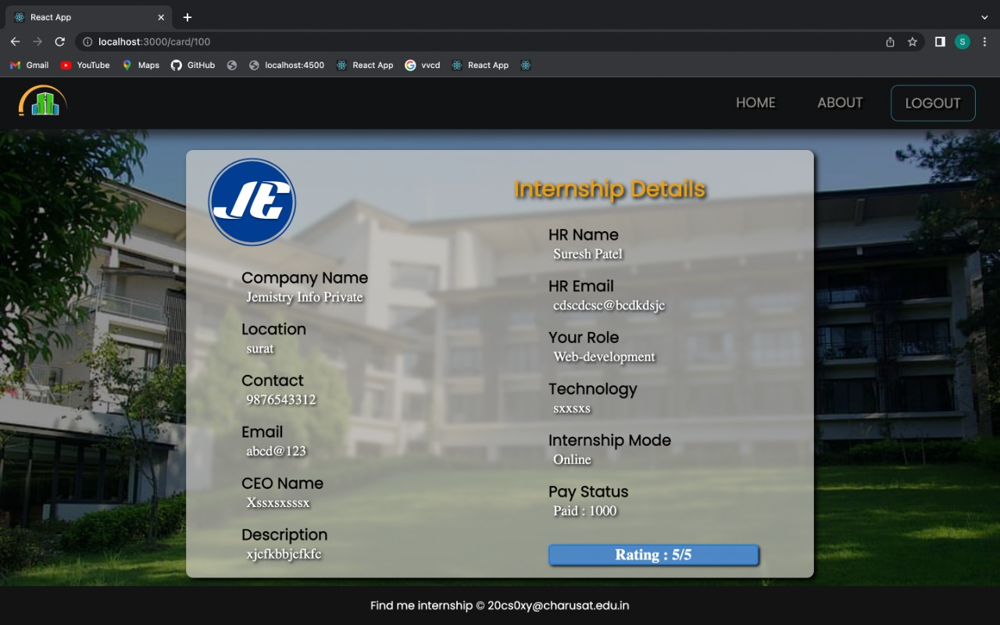 React App
localhost:3000/card/100
S
Gmail
YouTube
Maps
GitHub
localhost:4500
React App
vvcd
React App
HOME
ABOUT
LOGOUT
JE
Company Name
Jemistry Info Private
Location
surat
Contact
9876543312
Email
abcd@123
CEO Name
Xssxsxsssx
Description
xjcfkbbjcfkfc
Internship Details
HR Name
Suresh Patel
HR Email
cdscdcsc@bcdkdsjc
Your Role
Web-development
Technology
sxxsxs
Internship Mode
Online
Pay Status
Paid : 1000
Rating : 5/5
Find me internship © 20cs0xy@charusat.edu.in